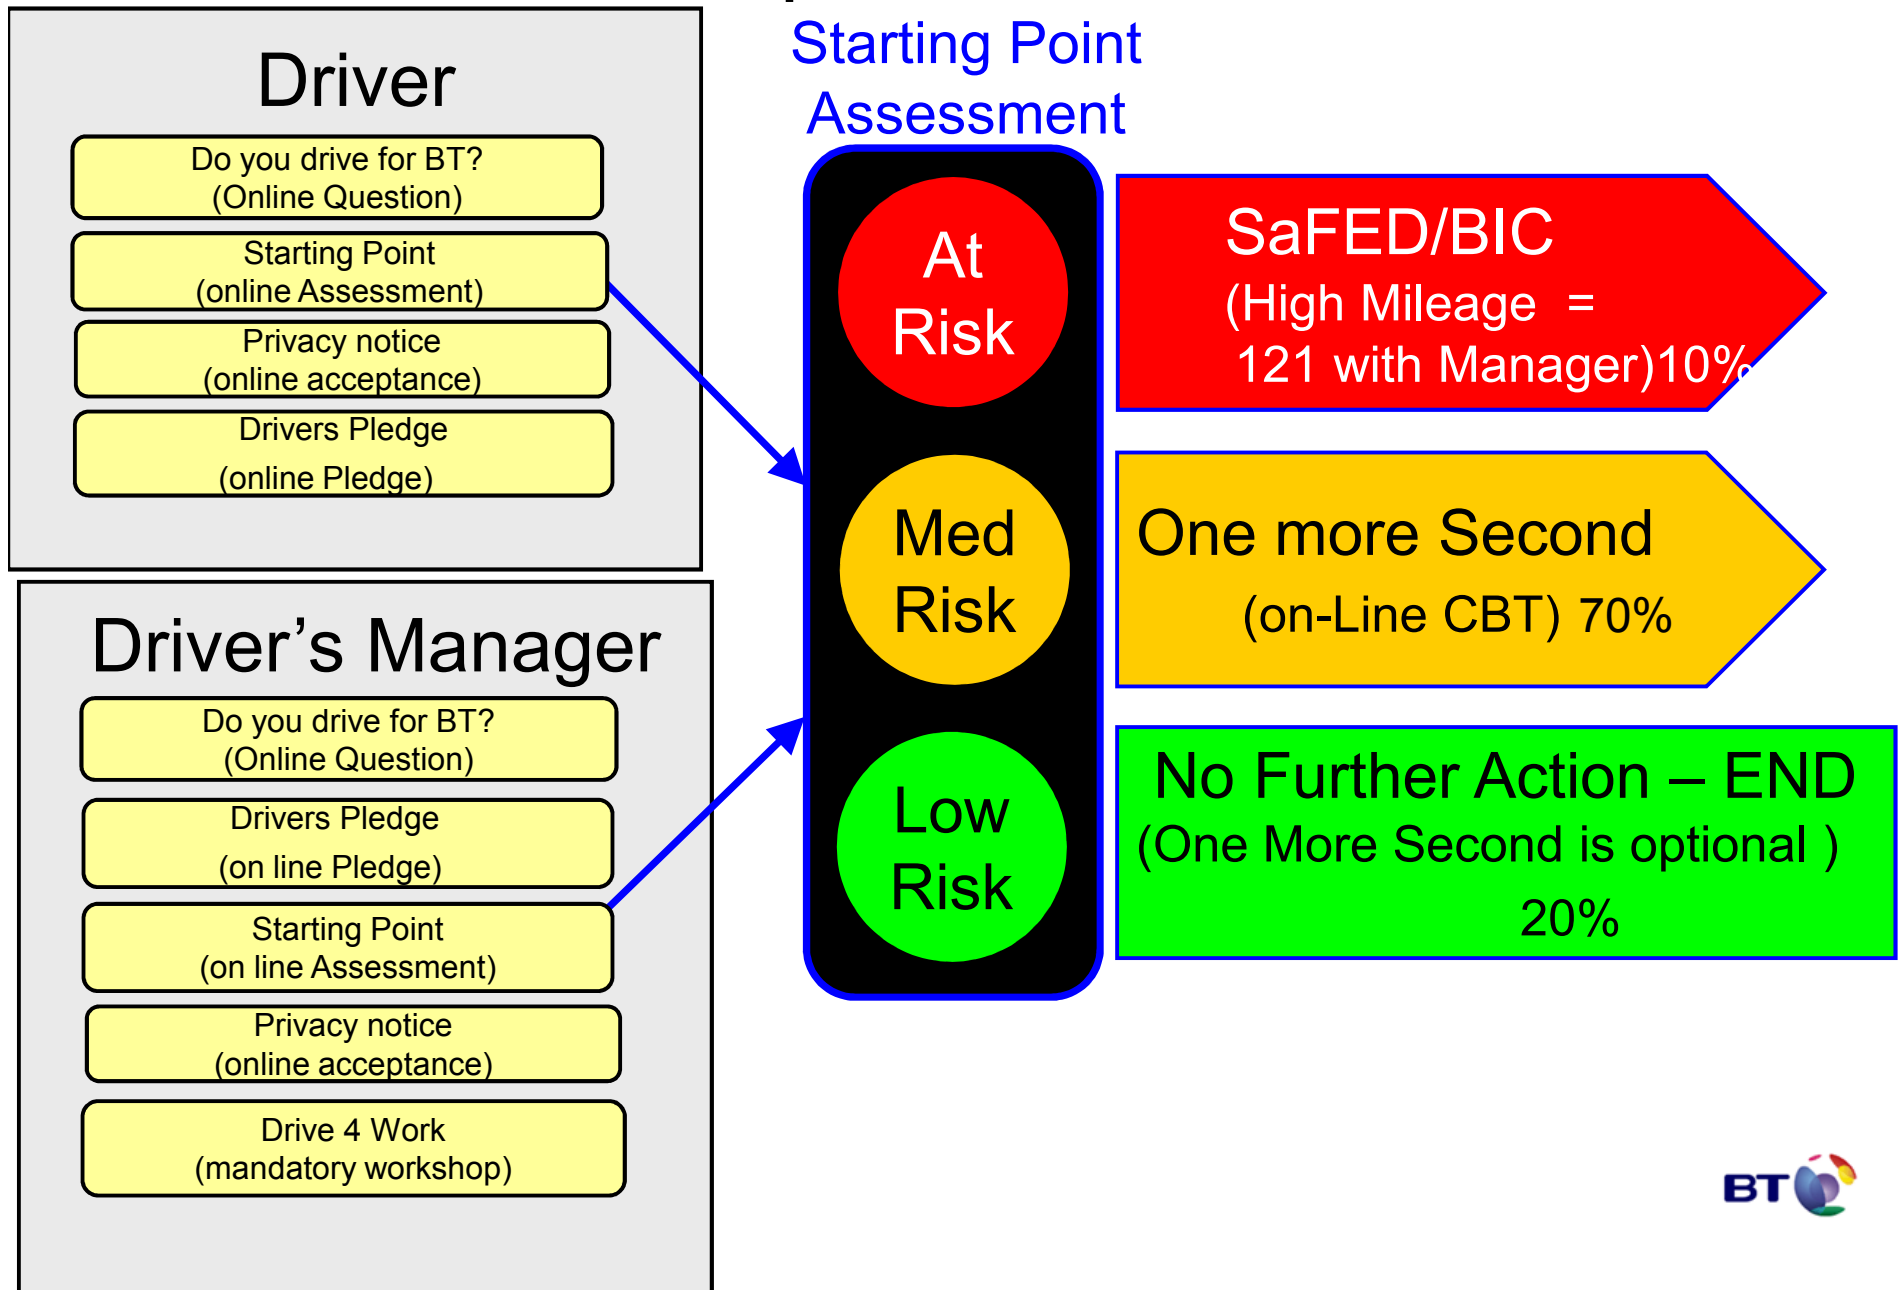 Driver
Do you drive for BT?
(Online Question)
Starting Point
(online Assessment)
Privacy notice
(online acceptance)
Drivers Pledge
(online Pledge)
Driver’s Manager
Do you drive for BT?
(Online Question)
Drivers Pledge
(on line Pledge)
Starting Point
(on line Assessment)
Privacy notice
(online acceptance)
Drive 4 Work
(mandatory workshop)
Starting Point
Assessment
At
Risk
SaFED/BIC
(High Mileage =
121 with Manager)10%
Med
Risk
One more Second
(on-Line CBT) 70%
Low
Risk
No Further Action – END
(One More Second is optional )
20%
BT